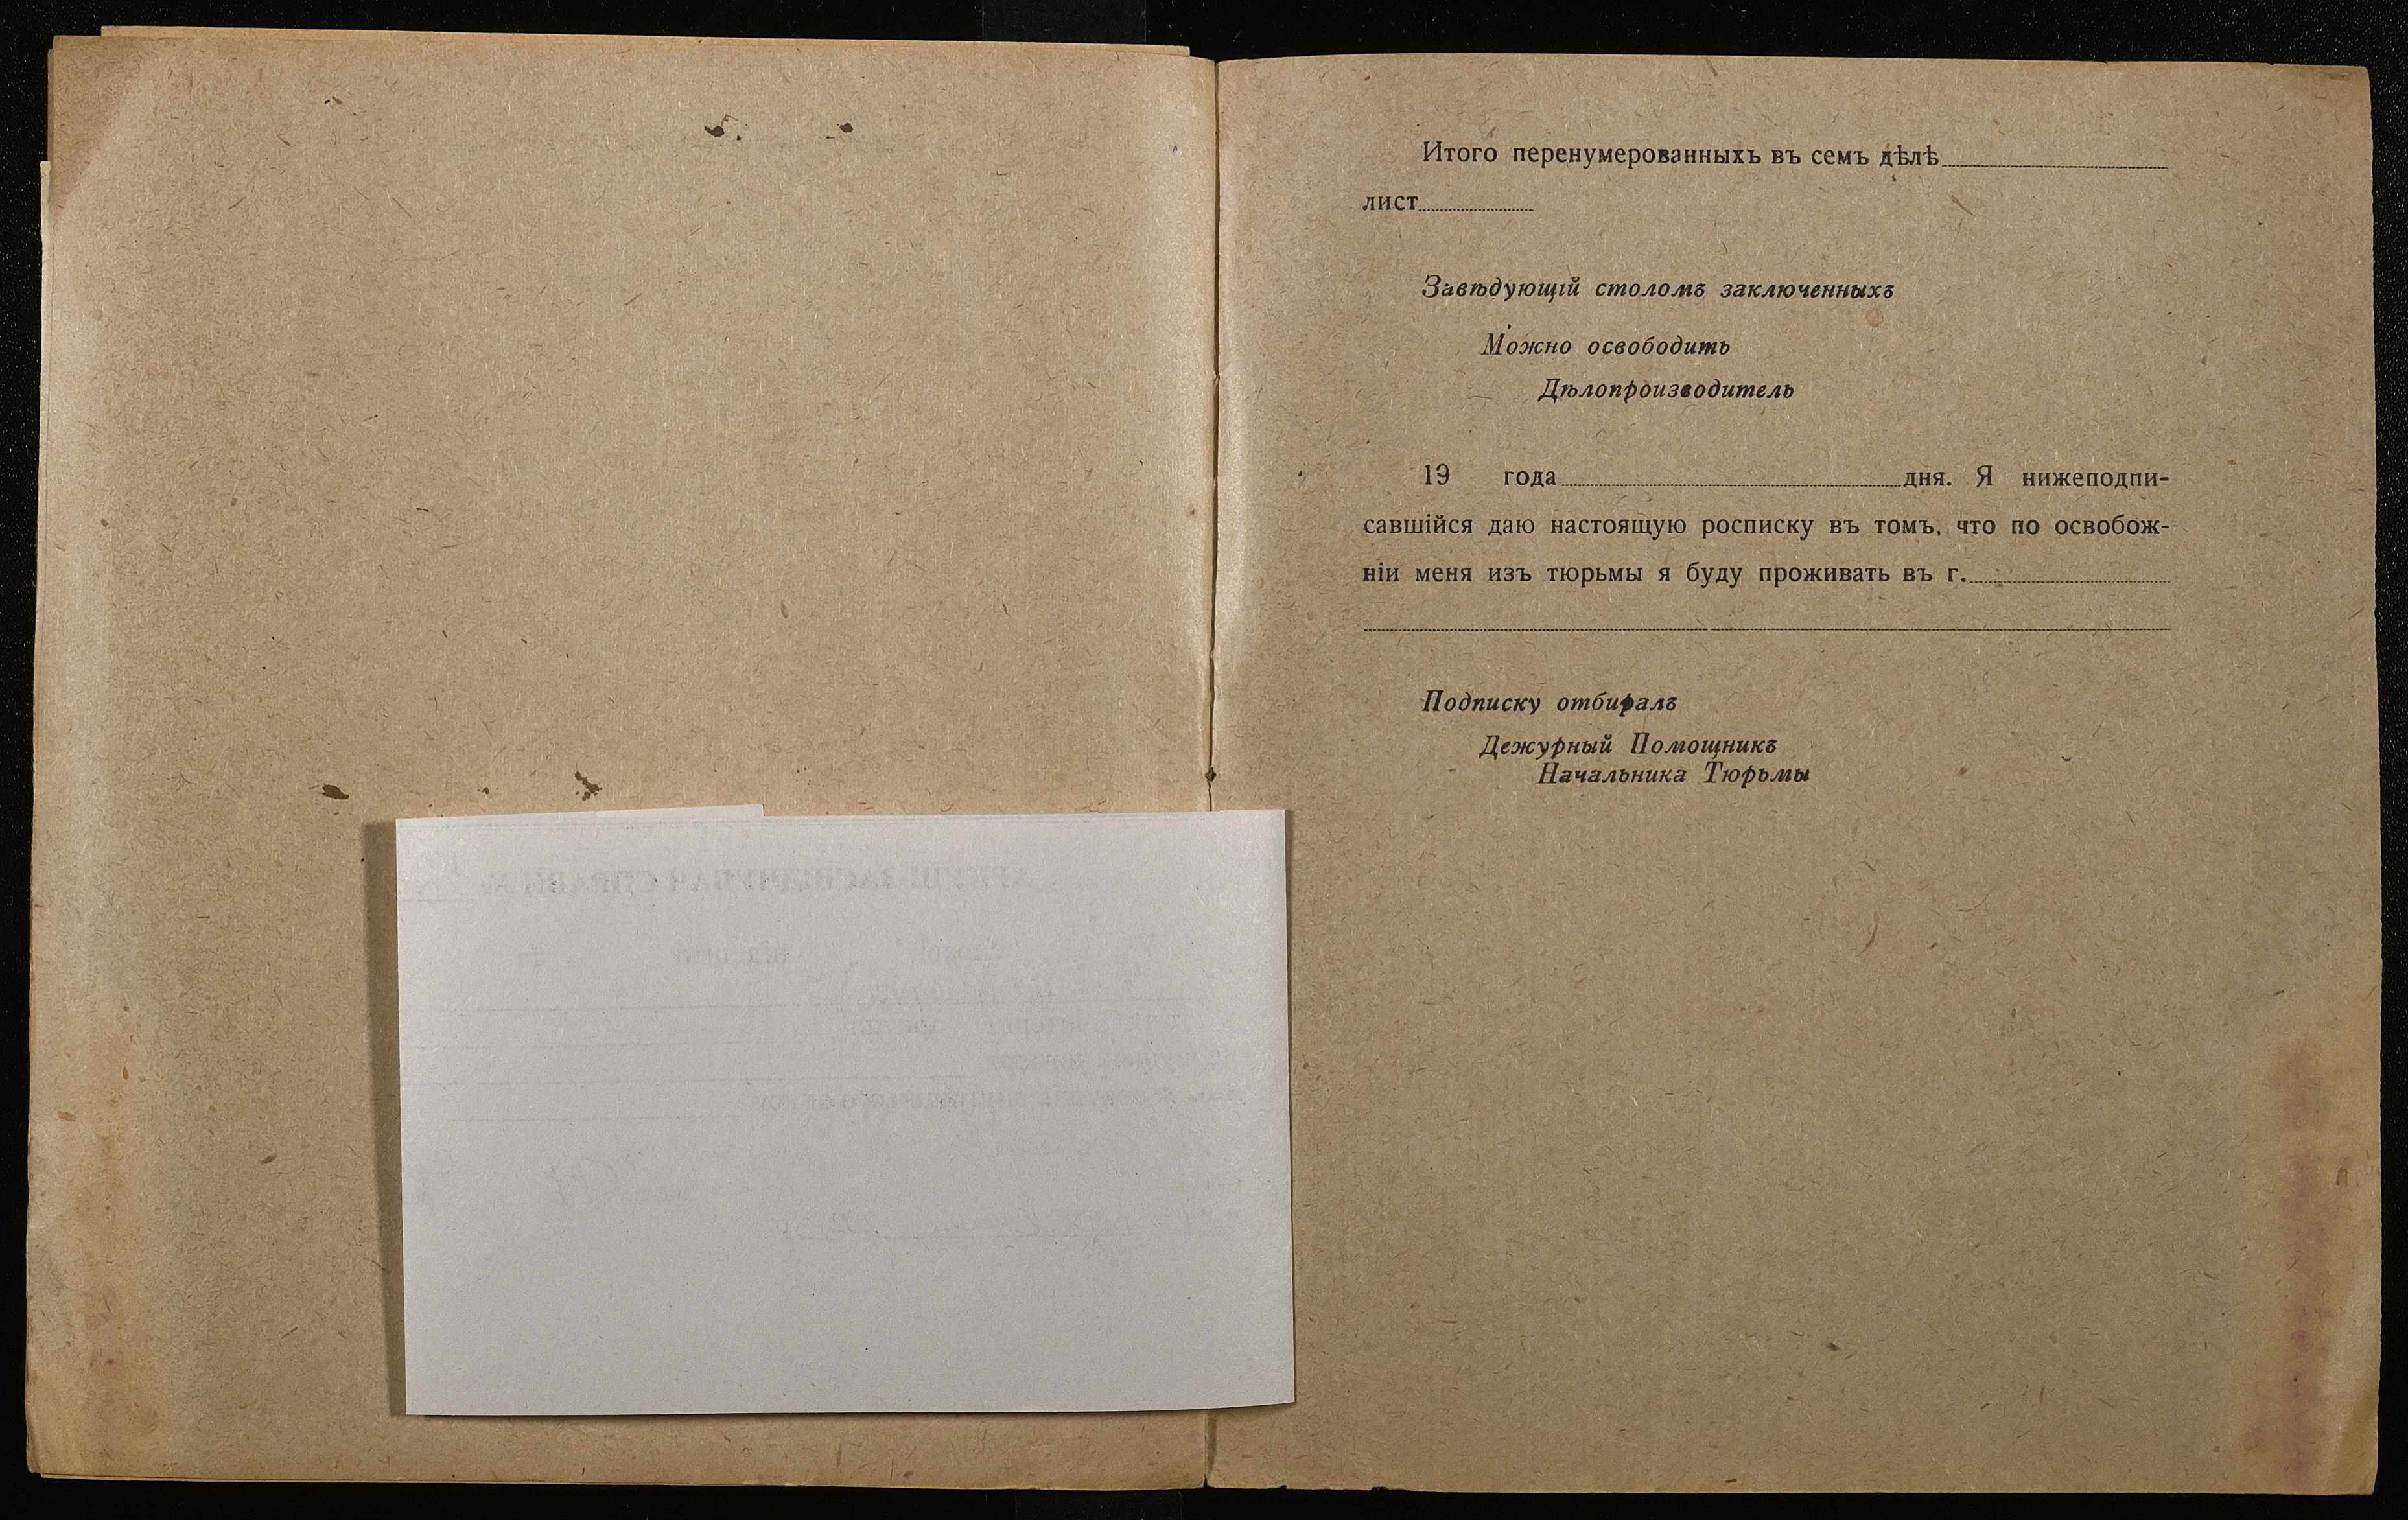 Итого перенумерованныхъ въ семъ дѣлѣ
лист
Завѣдующій столомъ заключенныхъ
Можно освободить
Дѣлопроизводитель
19 года дня. Я нижеподпи-
савшійся даю настоящую росписку въ томъ, что по освобож-
ніи меня изъ тюрьмы я буду проживать въ г.
Подписку отбиралъ
Дежурный Помощникъ
Начальника Тюрьмы